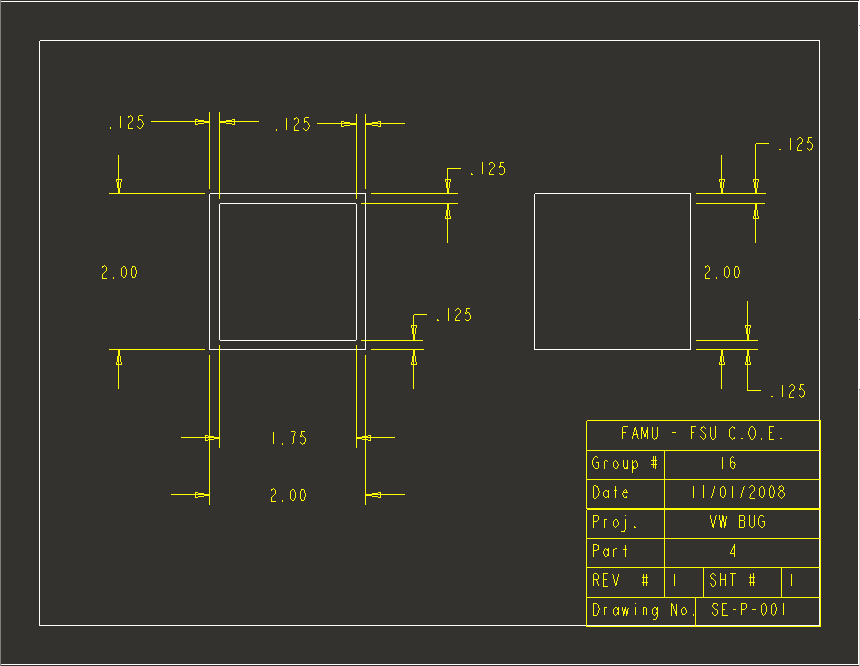 .125
.125
.125
.125
2.00
2.00
.125
.125
1.75
2.00
FAMU - FSU C.O.E.
Group # 16
Date 11/01/2008
Proj. VW BUG
Part 4
REV # 1 SHT # 1
Drawing No. SE-P-001